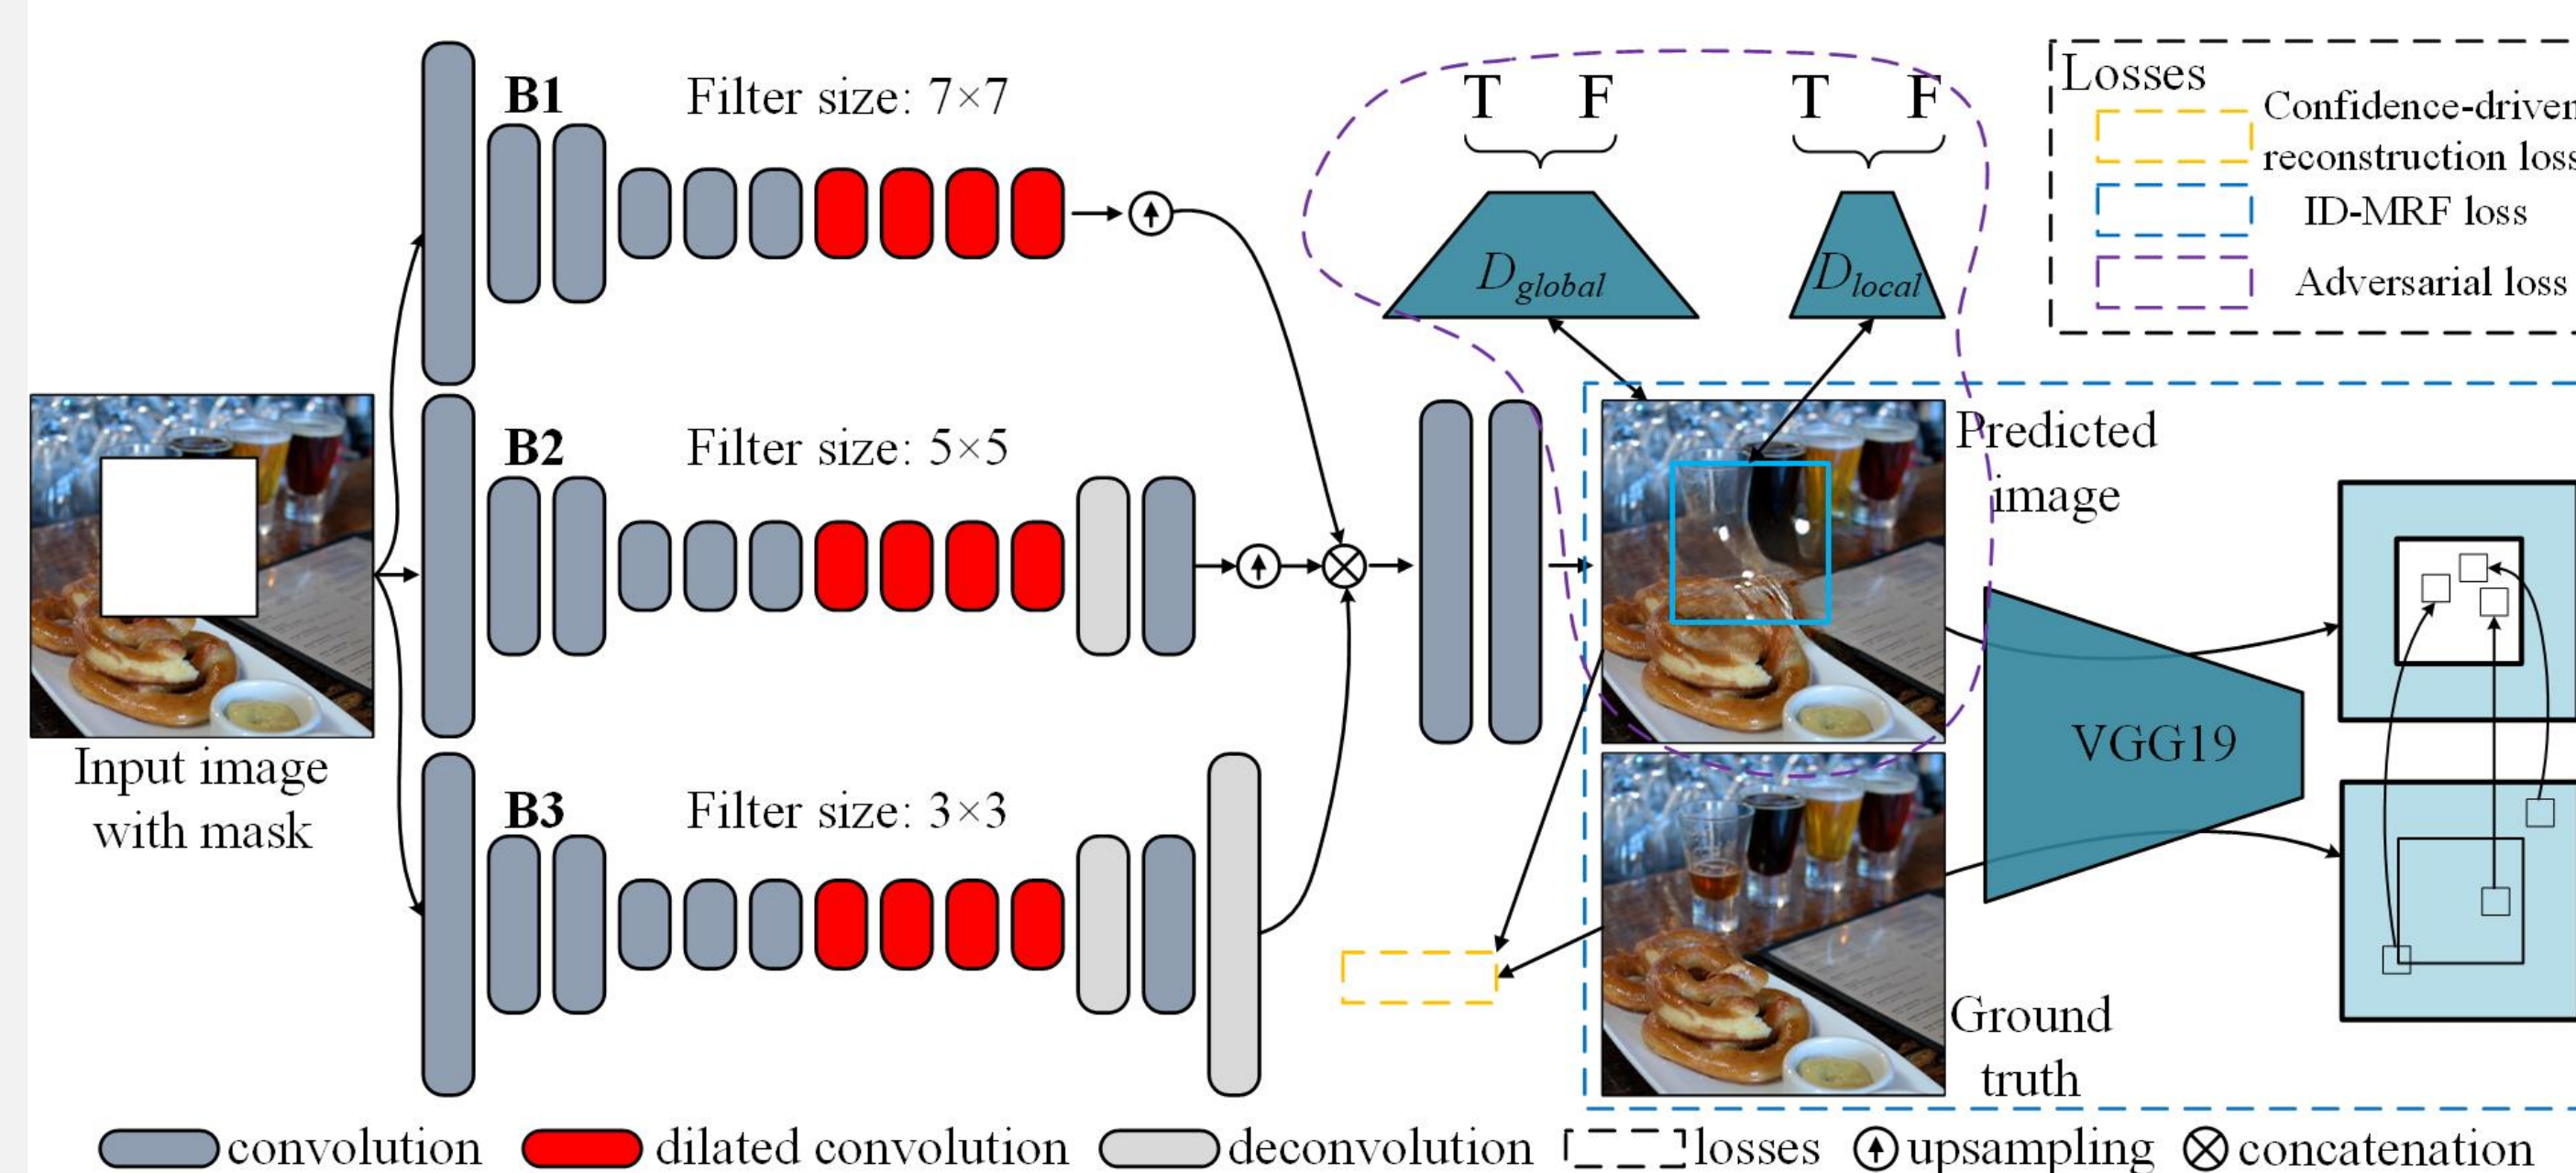 B1
Filter size: 7×7
B2
Filter size: 5×5
B3
Filter size: 3×3
Input image
with mask
T F
T F
D_global
D_local
Losses
Confidence-driven
reconstruction loss
ID-MRF loss
Adversarial loss
Predicted
image
VGG19
Ground
truth
convolution
dilated convolution
deconvolution
losses
upsampling
concatenation